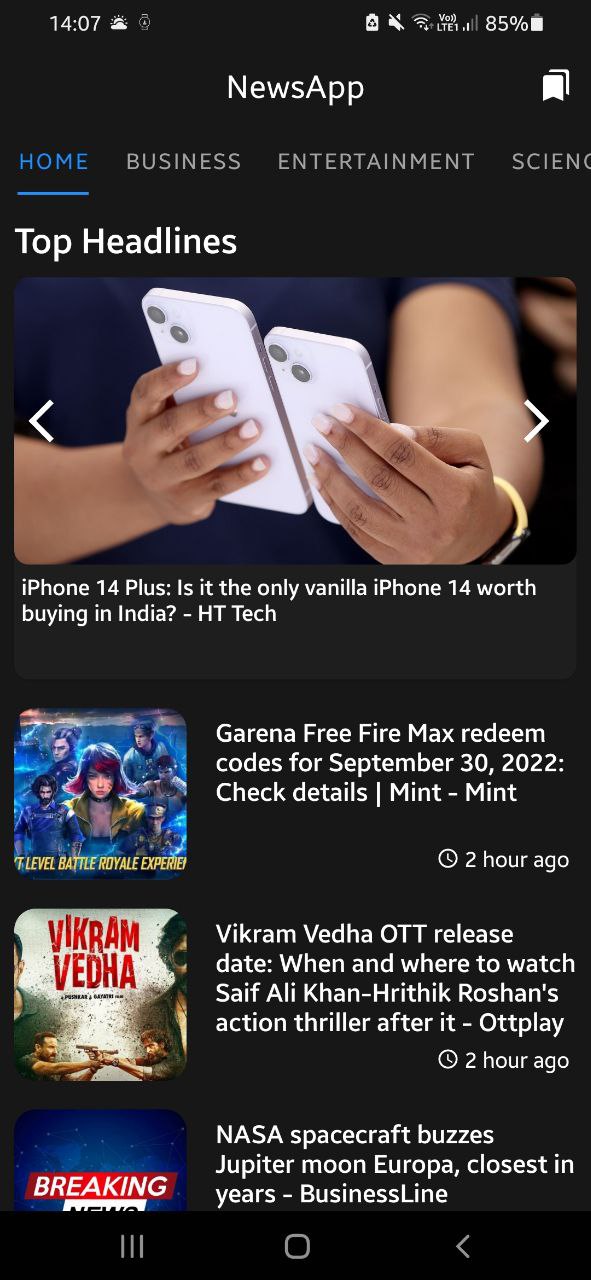 14:07 Vo)) LTE1 85%
NewsApp
HOME BUSINESS ENTERTAINMENT SCIENC
Top Headlines
iPhone 14 Plus: Is it the only vanilla iPhone 14 worth
buying in India? - HT Tech
Garena Free Fire Max redeem
codes for September 30, 2022:
Check details | Mint - Mint
2 hour ago
T LEVEL BATTLE ROYALE EXPERIE
VIKRAM
VEDHA
A PUSHKAR & GAYATRI FILM
Vikram Vedha OTT release
date: When and where to watch
Saif Ali Khan-Hrithik Roshan's
action thriller after it - Ottplay
2 hour ago
BREAKING
NEWS
NASA spacecraft buzzes
Jupiter moon Europa, closest in
years - BusinessLine